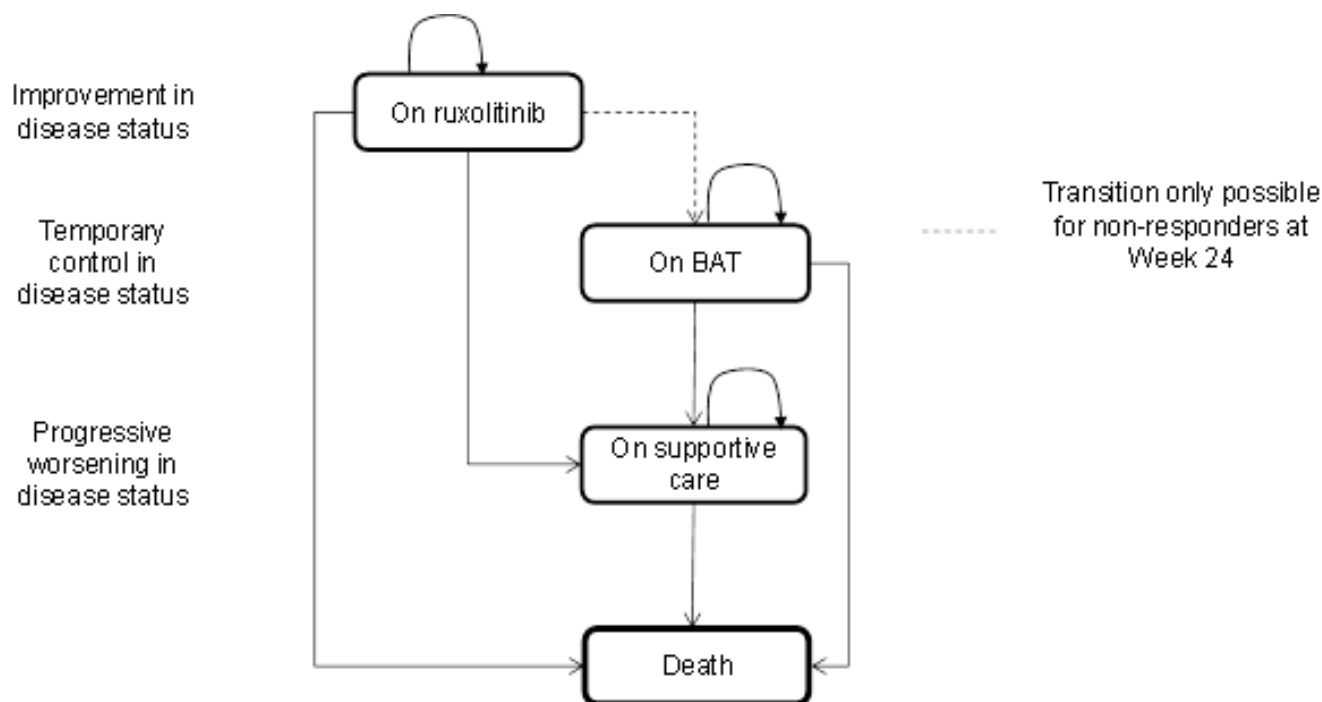 Improvement in
disease status
On ruxolitinib
Temporary
control in
disease status
On BAT
Transition only possible
for non-responders at
Week 24
Progressive
worsening in
disease status
On supportive
care
Death